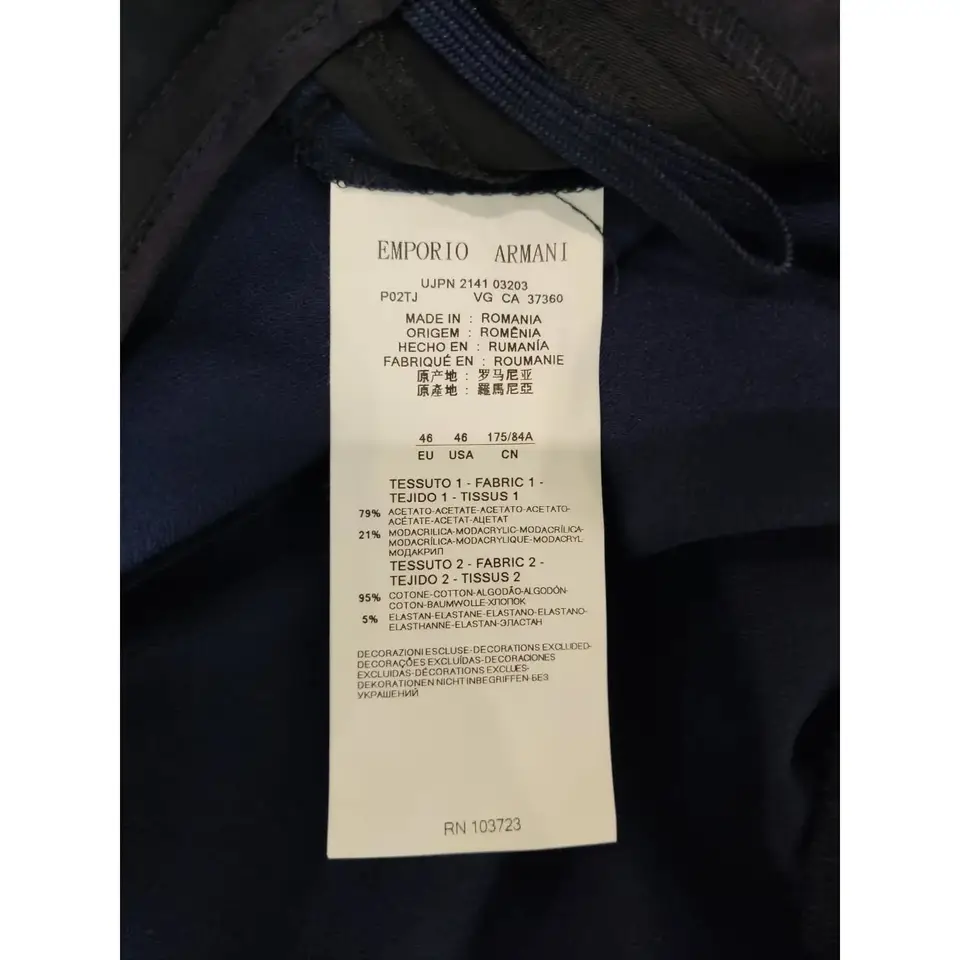 EMPORIO ARMANI
UJPN 2141 03203
P02TJ VG CA 37360
MADE IN : ROMANIA
ORIGEM : ROMÊNIA
HECHO EN : RUMANÍA
FABRIQUÉ EN : ROUMANIE
原产地 : 罗马尼亚
原產地 : 羅馬尼亞
46 46 175/84A
EU USA CN
TESSUTO 1 - FABRIC 1 -
TEJIDO 1 - TISSUS 1
79% ACETATO-ACETATE-ACETATO-ACETATO-
ACÉTATE-ACETAT-АЦЕТАТ
21% MODACRILICA-MODACRYLIC-MODACRÍLICA-
MODACRÍLICA-MODACRYLIQUE-MODACRYL
МОДАКРИЛ
TESSUTO 2 - FABRIC 2 -
TEJIDO 2 - TISSUS 2
95% COTONE-COTTON-ALGODÃO-ALGODÓN-
COTON-BAUMWOLLE-ХЛОПОК
5% ELASTAN-ELASTANE-ELASTANO-ELASTANO-
ELASTHANNE-ELASTAN-ЭЛАСТАН
DECORAZIONI ESCLUSE-DECORATIONS EXCLUDED-
DECORAÇÕES EXCLUÍDAS-DECORACIONES
EXCLUIDAS-DÉCORATIONS EXCLUES-
DEKORATIONEN NICHT INBEGRIFFEN-БЕЗ
УКРАШЕНИЙ
RN 103723